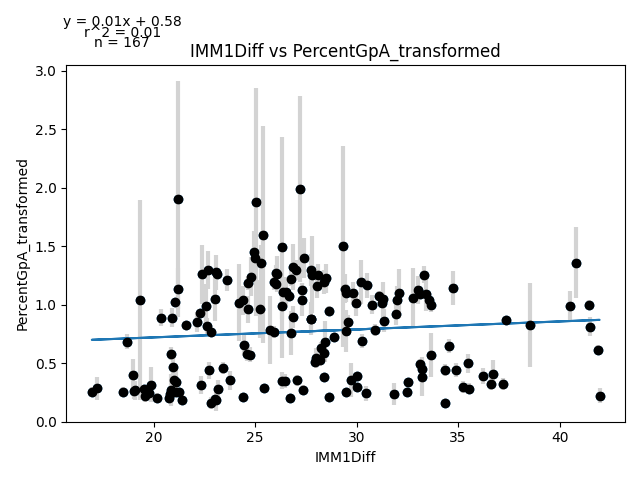 y = 0.01x + 0.58
r^2 = 0.01
n = 167
IMM1Diff vs PercentGpA_transformed
3.0
2.5
2.0
1.5
1.0
0.5
0.0
PercentGpA_transformed
20
25
30
35
40
IMM1Diff